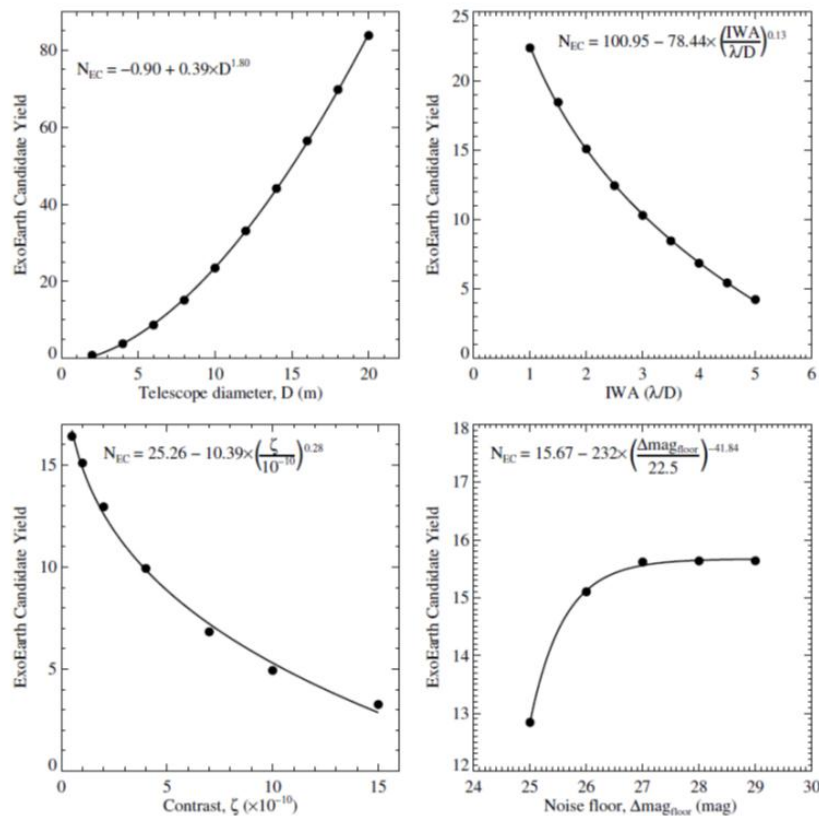 N_EC = −0.90 + 0.39×D^1.80
80
60
40
20
0
0 5 10 15 20
ExoEarth Candidate Yield
Telescope diameter, D (m)
N_EC = 100.95 − 78.44×(IWA/λ/D)^0.13
25
20
15
10
5
0
0 1 2 3 4 5 6
ExoEarth Candidate Yield
IWA (λ/D)
N_EC = 25.26 − 10.39×(ζ/10^−10)^0.28
15
10
5
0
0 5 10 15
ExoEarth Candidate Yield
Contrast, ζ (×10^−10)
N_EC = 15.67 − 232×(Δmag_floor/22.5)^−41.84
18
17
16
15
14
13
12
24 25 26 27 28 29 30
ExoEarth Candidate Yield
Noise floor, Δmag_floor (mag)